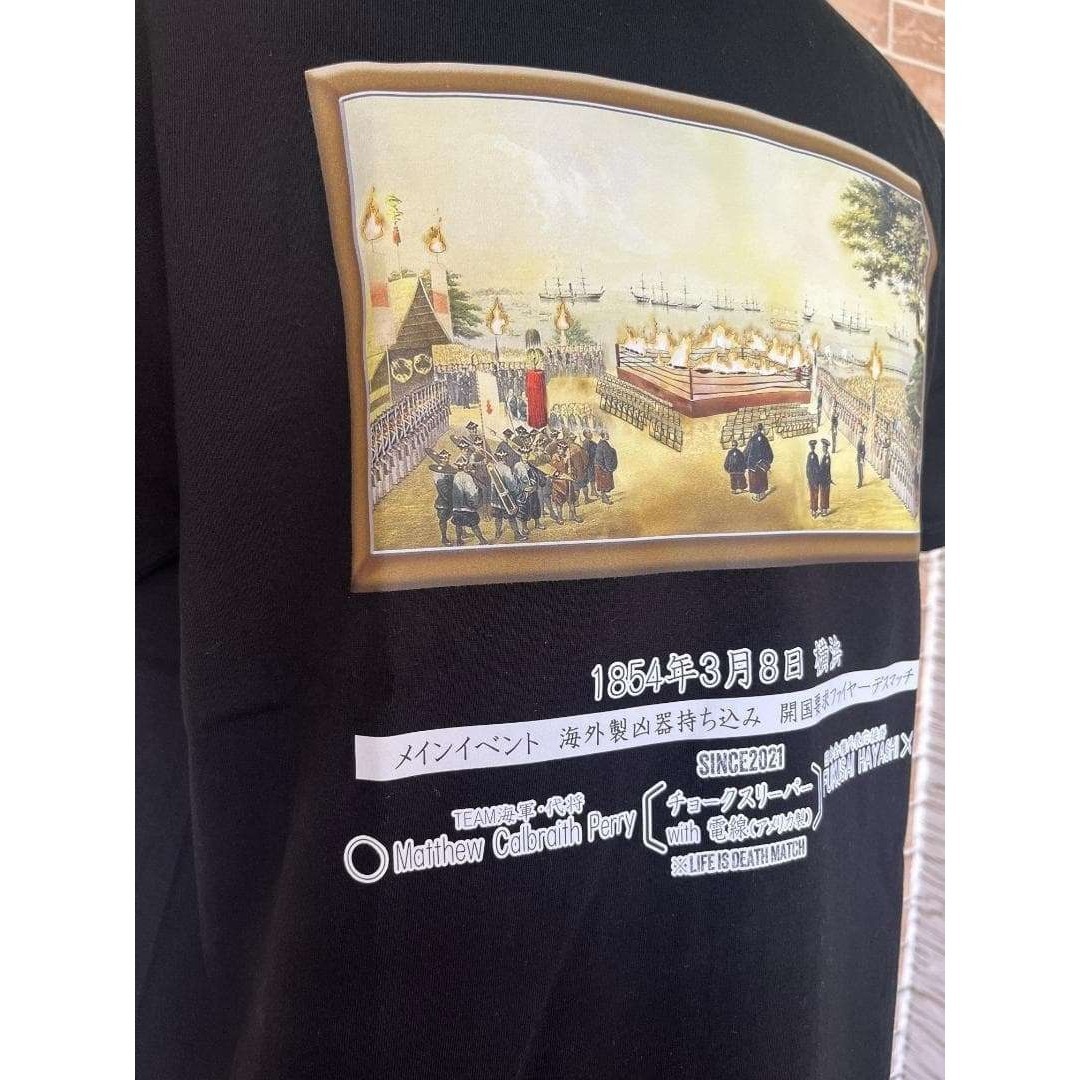 1854年3月8日 横浜
メインイベント 海外製凶器持ち込み 開国要求ファイヤーデスマッチ
SINCE2021
TEAM海軍・代将
○ Matthew Calbraith Perry
チョークスリーパー
with 電線(アメリカ製)
※LIFE IS DEATH MATCH
HAYASHI ×